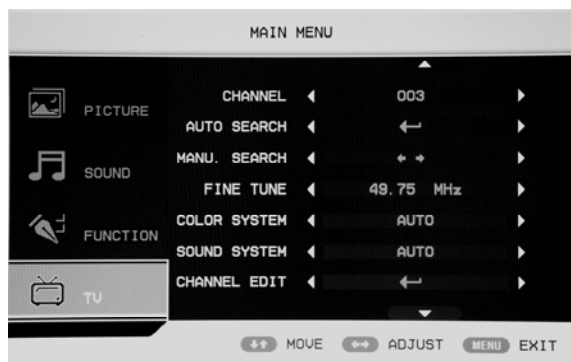 MAIN MENU
PICTURE
SOUND
FUNCTION
TV
CHANNEL 003
AUTO SEARCH
MANU. SEARCH
FINE TUNE 49.75 MHz
COLOR SYSTEM AUTO
SOUND SYSTEM AUTO
CHANNEL EDIT
MOVE ADJUST MENU EXIT